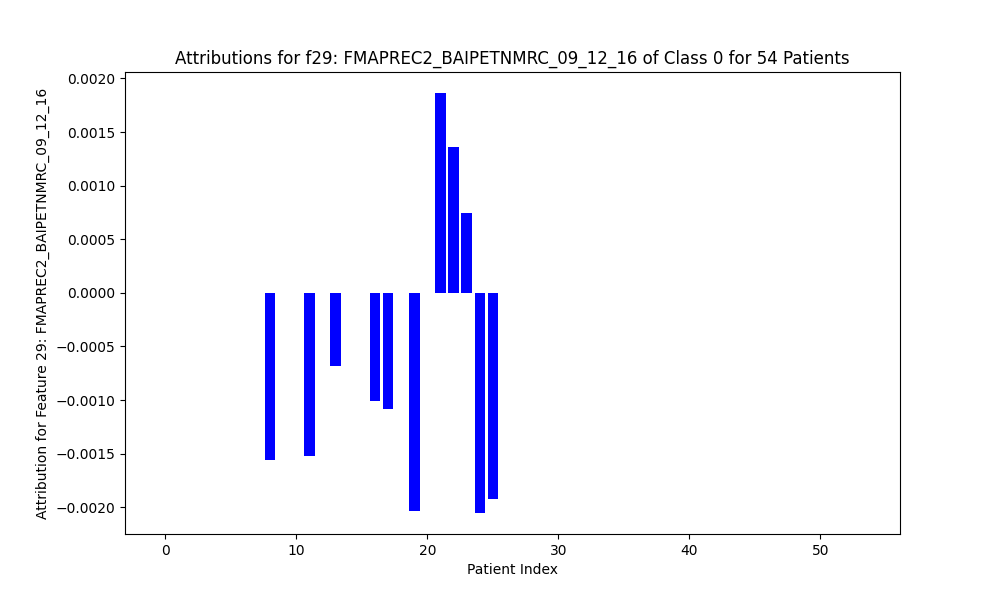 Attributions for f29: FMAPREC2_BAIPETNMRC_09_12_16 of Class 0 for 54 Patients
Attribution for Feature 29: FMAPREC2_BAIPETNMRC_09_12_16
0.0020
0.0015
0.0010
0.0005
0.0000
−0.0005
−0.0010
−0.0015
−0.0020
0 10 20 30 40 50
Patient Index